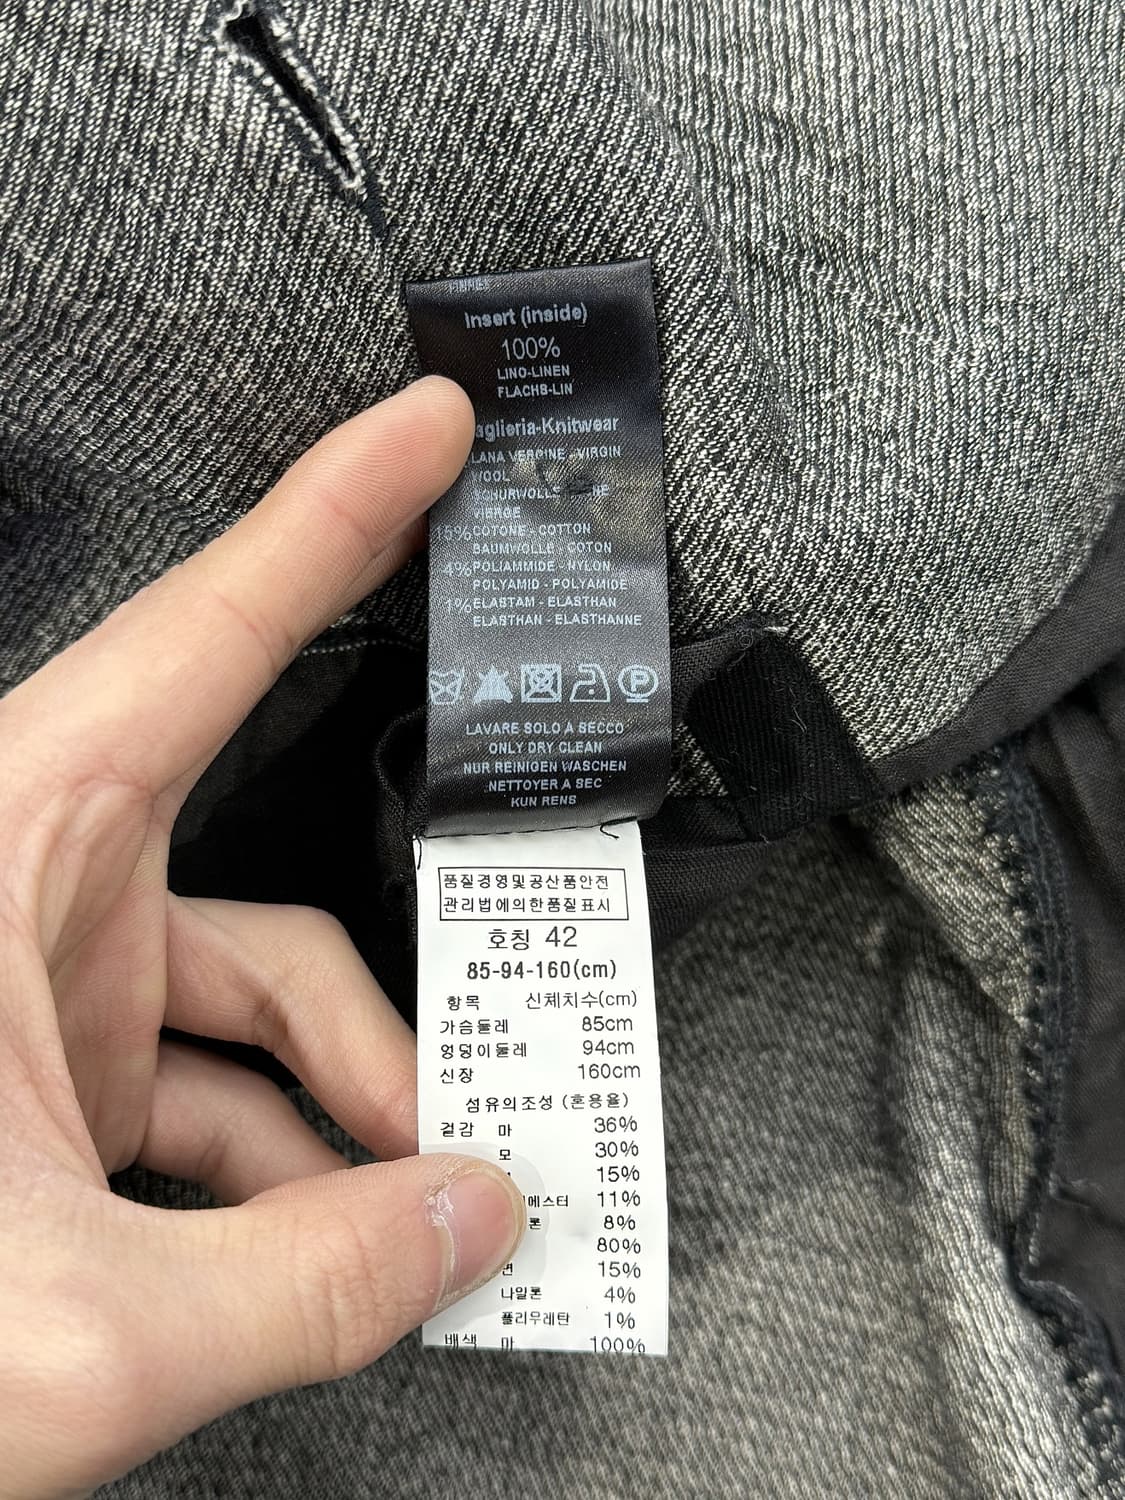 Insert (inside)
100%
LINO-LINEN
FLACHS-LIN
aglieria-Knitwear
LANA VERGINE - VIRGIN
WOOL
VIERGE
15% COTONE - COTTON
BAUMWOLLE - COTON
4% POLIAMMIDE - NYLON
POLYAMID - POLYAMIDE
1% ELASTAM - ELASTHAN
ELASTHAN - ELASTHANNE
P
LAVARE SOLO A SECCO
ONLY DRY CLEAN
NUR REINIGEN WASCHEN
NETTOYER A SEC
KUN RENS
품질경영및공산품안전
관리법에의한품질표시
호칭 42
85-94-160(cm)
항목 신체치수(cm)
가슴둘레 85cm
엉덩이둘레 94cm
신장 160cm
섬유의조성 (혼용율)
겉감 마 36%
모 30%
15%
에스터 11%
론 8%
80%
면 15%
나일론 4%
폴리우레탄 1%
배색 마 100%